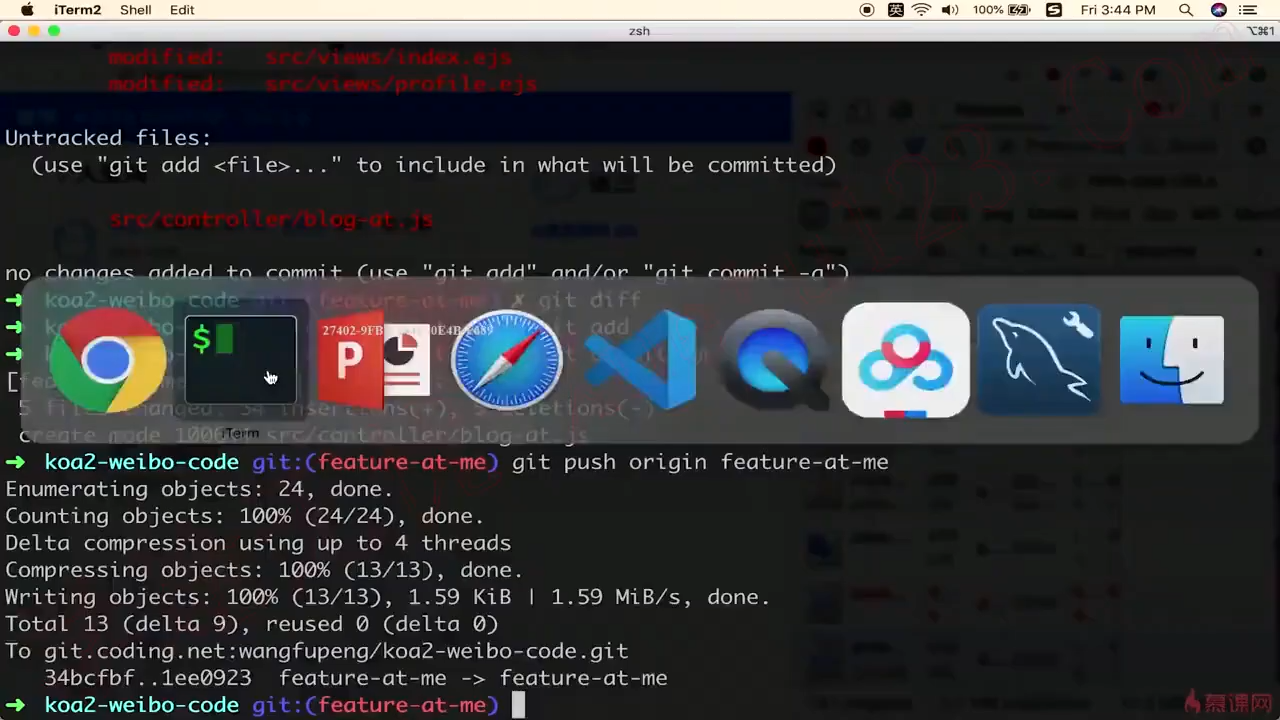 iTerm2 Shell Edit 英 100% Fri 3:44 PM
zsh ⌥⌘1
modified: src/views/index.ejs
modified: src/views/profile.ejs
Untracked files:
(use "git add <file>..." to include in what will be committed)
src/controller/blog-at.js
no changes added to commit (use "git add" and/or "git commit -a")
➜ koa2-weibo-code git:(feature-at-me) ✗ git diff
git add
$
P
iTerm
5 files changed, 34 insertions(+), 5 deletions(-)
create mode 100644 src/controller/blog-at.js
➜ koa2-weibo-code git:(feature-at-me) git push origin feature-at-me
Enumerating objects: 24, done.
Counting objects: 100% (24/24), done.
Delta compression using up to 4 threads
Compressing objects: 100% (13/13), done.
Writing objects: 100% (13/13), 1.59 KiB | 1.59 MiB/s, done.
Total 13 (delta 9), reused 0 (delta 0)
To git.coding.net:wangfupeng/koa2-weibo-code.git
34bcfbf..1ee0923 feature-at-me -> feature-at-me
➜ koa2-weibo-code git:(feature-at-me)
慕课网